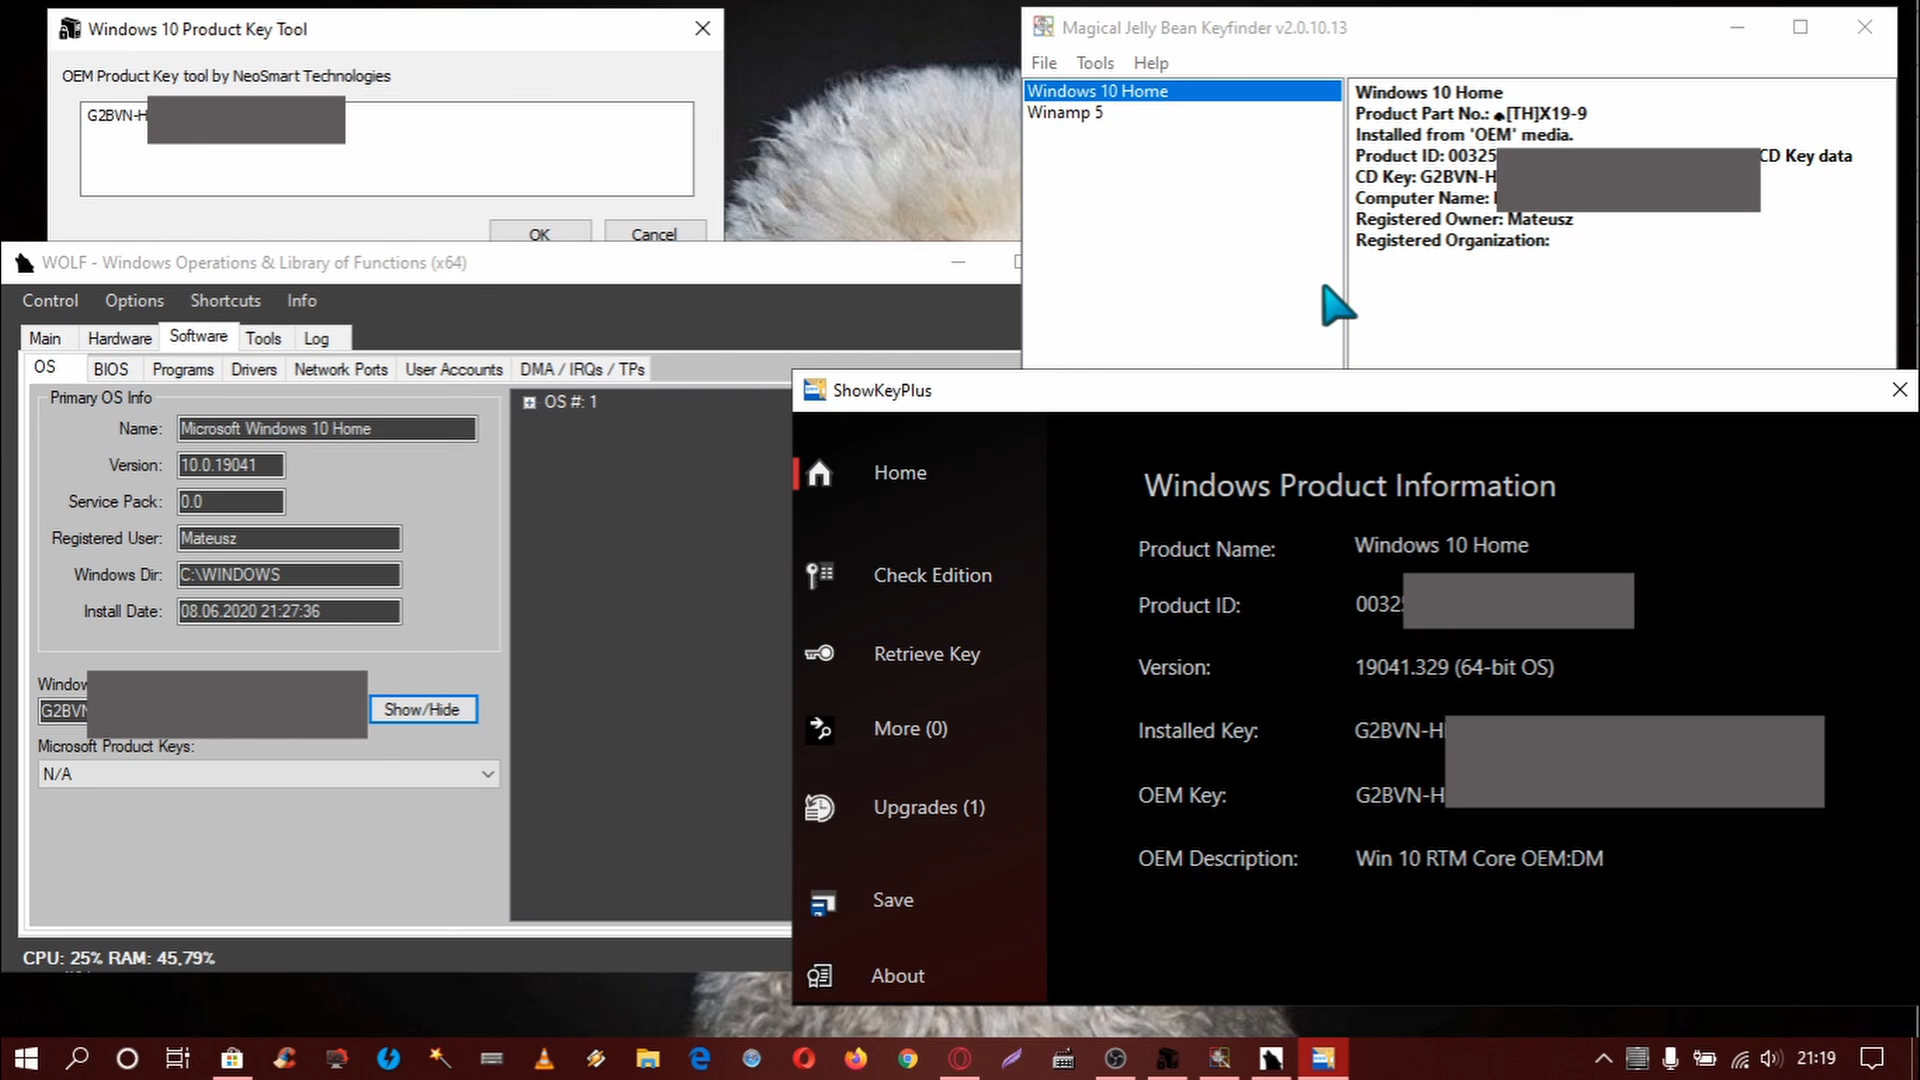 Windows 10 Product Key Tool
OEM Product Key tool by NeoSmart Technologies
G2BVN-H
OK
Cancel
Magical Jelly Bean Keyfinder v2.0.10.13
File Tools Help
Windows 10 Home
Winamp 5
Windows 10 Home
Product Part No.: ♠[TH]X19-9
Installed from 'OEM' media.
Product ID: 00325 CD Key data
CD Key: G2BVN-H
Computer Name:
Registered Owner: Mateusz
Registered Organization:
WOLF - Windows Operations & Library of Functions (x64)
Control Options Shortcuts Info
Main Hardware Software Tools Log
OS BIOS Programs Drivers Network Ports User Accounts DMA / IRQs / TPs
Primary OS Info
Name: Microsoft Windows 10 Home
Version: 10.0.19041
Service Pack: 0.0
Registered User: Mateusz
Windows Dir: C:\WINDOWS
Install Date: 08.06.2020 21:27:36
Window
G2BVN
Show/Hide
Microsoft Product Keys:
N/A
OS #: 1
CPU: 25% RAM: 45,79%
ShowKeyPlus
Home
Check Edition
Retrieve Key
More (0)
Upgrades (1)
Save
About
Windows Product Information
Product Name: Windows 10 Home
Product ID: 0032
Version: 19041.329 (64-bit OS)
Installed Key: G2BVN-H
OEM Key: G2BVN-H
OEM Description: Win 10 RTM Core OEM:DM
21:19